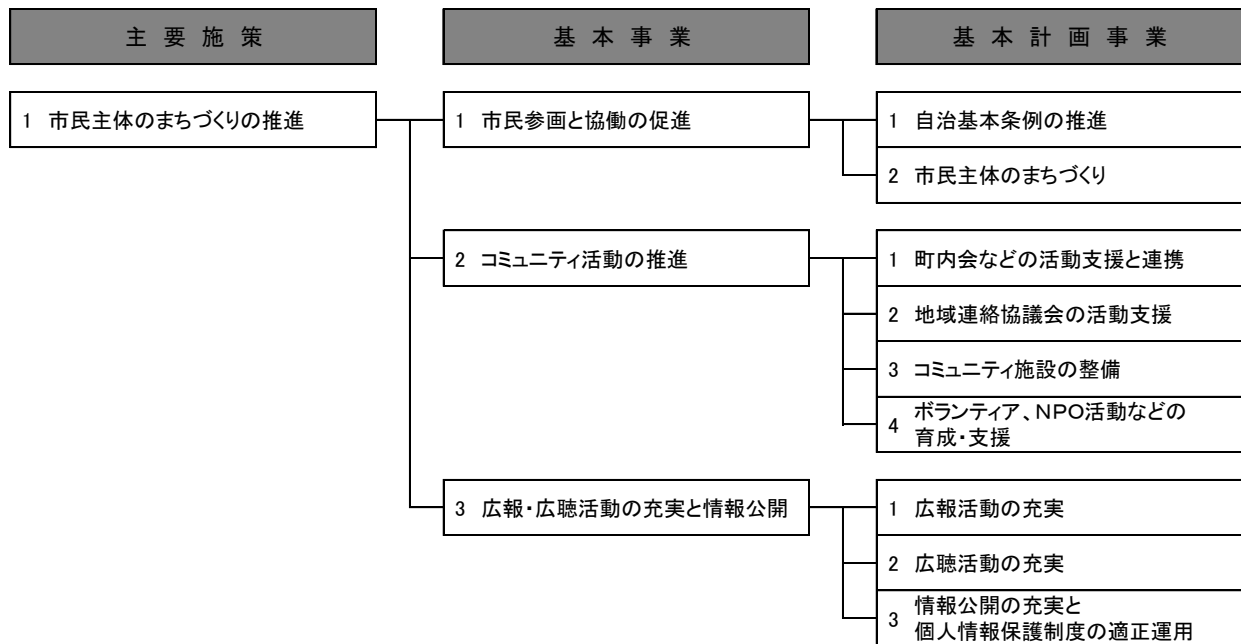 主要施策
基本事業
基本計画事業
1 市民主体のまちづくりの推進
1 市民参画と協働の促進
1 自治基本条例の推進
2 市民主体のまちづくり
2 コミュニティ活動の推進
1 町内会などの活動支援と連携
2 地域連絡協議会の活動支援
3 コミュニティ施設の整備
4 ボランティア、NPO活動などの
育成・支援
3 広報・広聴活動の充実と情報公開
1 広報活動の充実
2 広聴活動の充実
3 情報公開の充実と
個人情報保護制度の適正運用